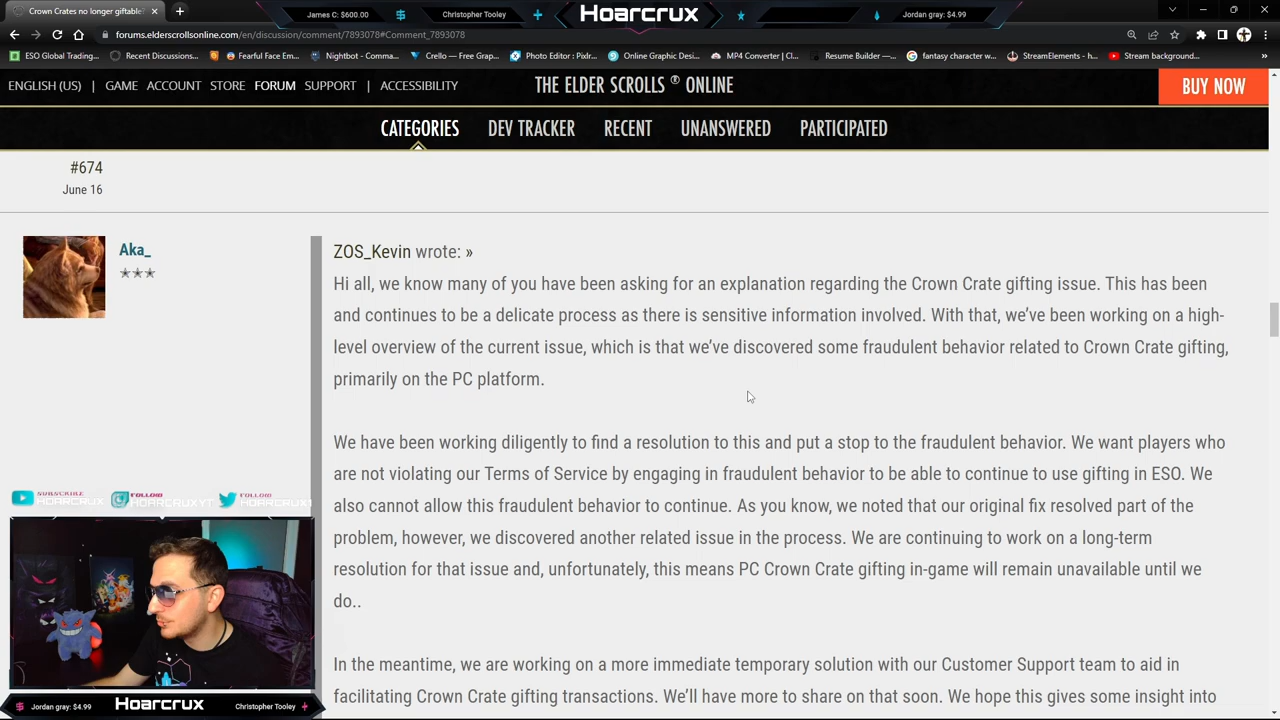 Crown Crates no longer giftable?
James C: $600.00
Christopher Tooley
Hoarcrux
Jordan gray: $4.99
forums.elderscrollsonline.com/en/discussion/comment/7893078#Comment_7893078
ESO Global Trading...
Recent Discussions...
Fearful Face Em...
Nightbot - Comma...
Crello — Free Grap...
Photo Editor : Pixlr...
Online Graphic Desi...
MP4 Converter | Cl...
Resume Builder —...
fantasy character w...
StreamElements - h...
Stream background...
»
ENGLISH (US) | GAME ACCOUNT STORE FORUM SUPPORT | ACCESSIBILITY
THE ELDER SCROLLS ® ONLINE
BUY NOW
CATEGORIES DEV TRACKER RECENT UNANSWERED PARTICIPATED
#674
June 16
Aka_
ZOS_Kevin wrote: »
Hi all, we know many of you have been asking for an explanation regarding the Crown Crate gifting issue. This has been
and continues to be a delicate process as there is sensitive information involved. With that, we've been working on a high-
level overview of the current issue, which is that we've discovered some fraudulent behavior related to Crown Crate gifting,
primarily on the PC platform.
We have been working diligently to find a resolution to this and put a stop to the fraudulent behavior. We want players who
are not violating our Terms of Service by engaging in fraudulent behavior to be able to continue to use gifting in ESO. We
also cannot allow this fraudulent behavior to continue. As you know, we noted that our original fix resolved part of the
problem, however, we discovered another related issue in the process. We are continuing to work on a long-term
resolution for that issue and, unfortunately, this means PC Crown Crate gifting in-game will remain unavailable until we
do..
In the meantime, we are working on a more immediate temporary solution with our Customer Support team to aid in
facilitating Crown Crate gifting transactions. We'll have more to share on that soon. We hope this gives some insight into
SUBSCRIBE
HOARCRUX
FOLLOW
HOARCRUXYT
FOLLOW
HOARCRUX1
Jordan gray: $4.99
Hoarcrux
Christopher Tooley